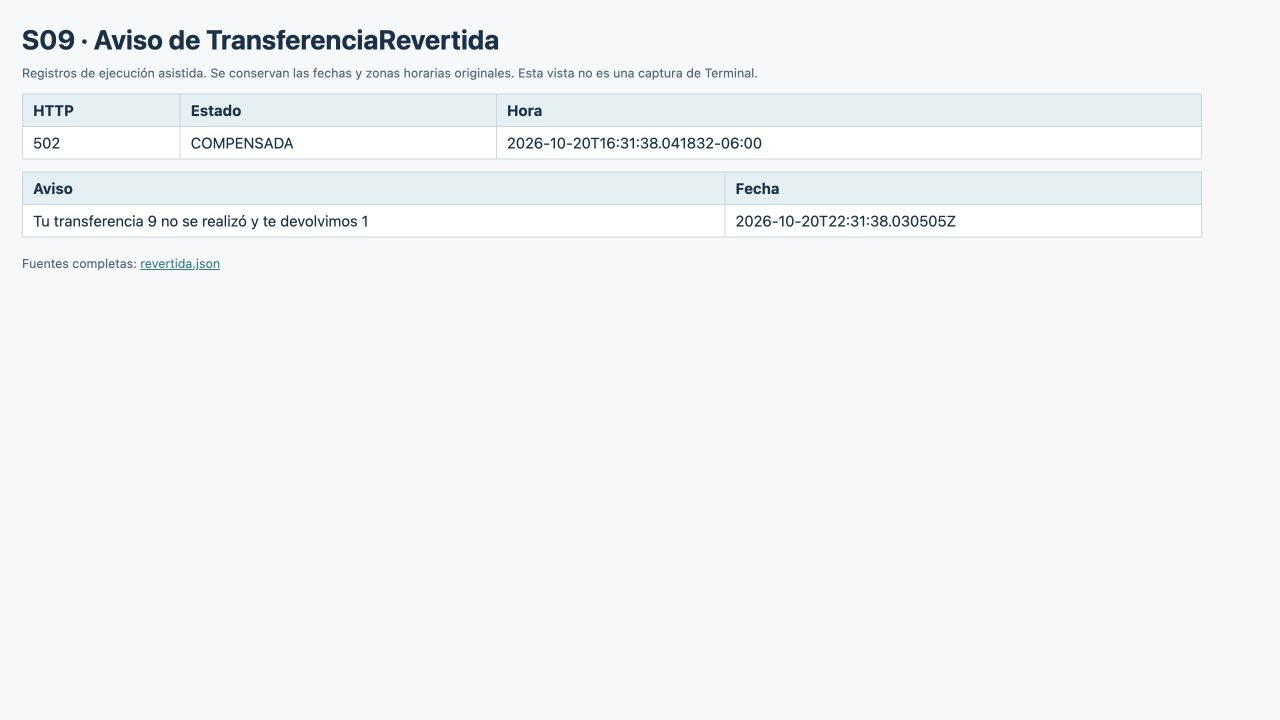 S09 · Aviso de TransferenciaRevertida
Registros de ejecución asistida. Se conservan las fechas y zonas horarias originales. Esta vista no es una captura de Terminal.
HTTP Estado Hora
502 COMPENSADA 2026-10-20T16:31:38.041832-06:00
Aviso Fecha
Tu transferencia 9 no se realizó y te devolvimos 1 2026-10-20T22:31:38.030505Z
Fuentes completas: revertida.json